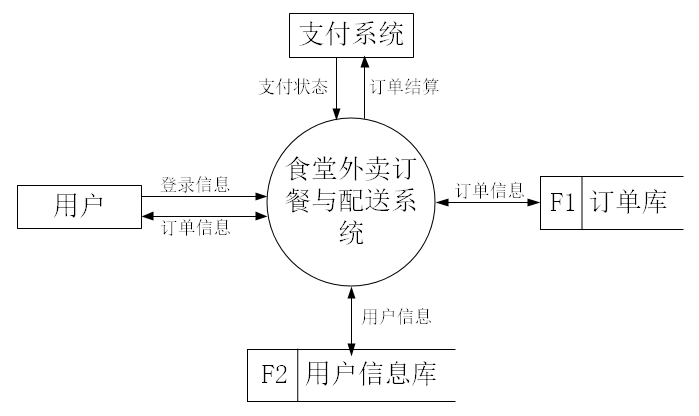 支付系统
支付状态
订单结算
食堂外卖订
餐与配送系
统
登录信息
用户
订单信息
订单信息
F1 订单库
用户信息
F2 用户信息库